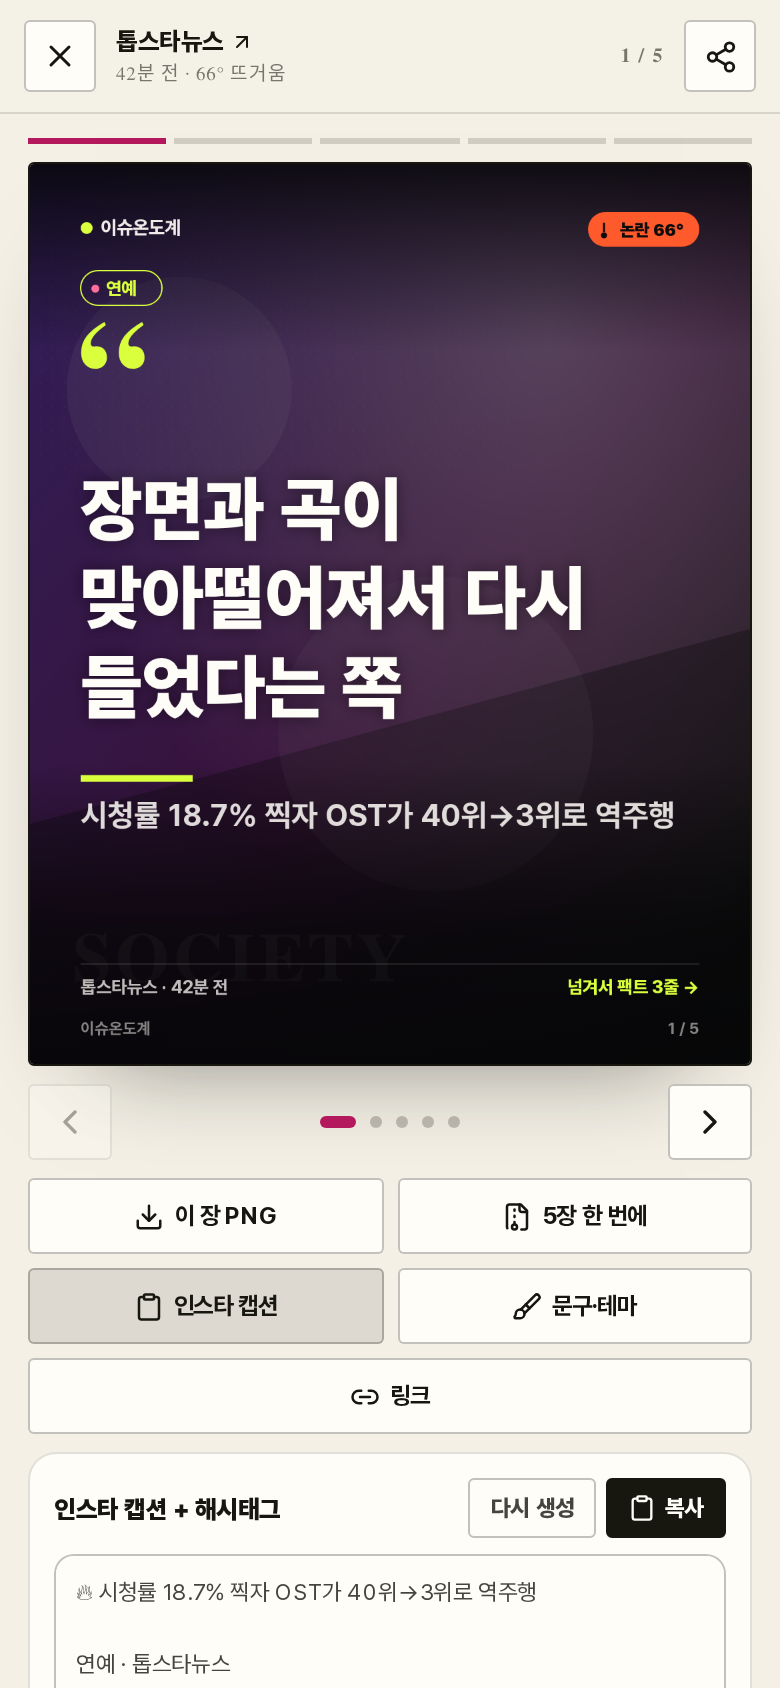 톱스타뉴스
42분 전 · 66° 뜨거움
1 / 5
이슈온도계
논란 66°
연예
“
장면과 곡이
맞아떨어져서 다시
들었다는 쪽
시청률 18.7% 찍자 OST가 40위→3위로 역주행
SOCIETY
톱스타뉴스 · 42분 전
넘겨서 팩트 3줄 →
이슈온도계
1 / 5
이 장 PNG
5장 한 번에
인스타 캡션
문구·테마
링크
인스타 캡션 + 해시태그
다시 생성
복사
🔥 시청률 18.7% 찍자 OST가 40위→3위로 역주행
연예 · 톱스타뉴스